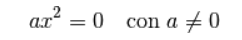 ax² = 0 con a ≠ 0